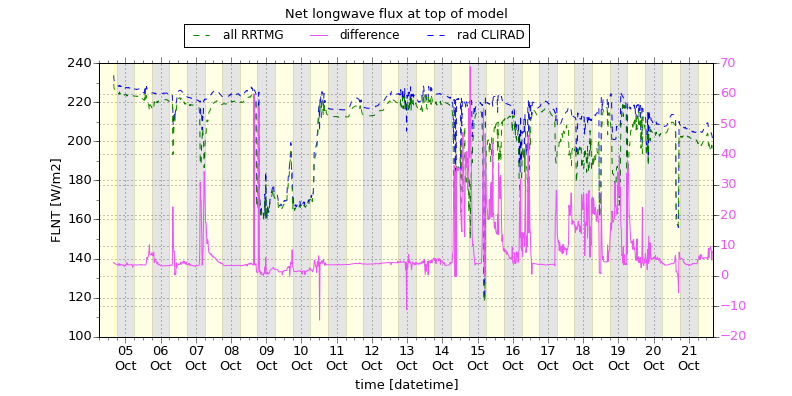 Net longwave flux at top of model
all RRTMG difference rad CLIRAD
240 70
220 60
200 50
180 40
160 30
140 20
120 10
100 0
−10
−20
FLNT [W/m2]
05 06 07 08 09 10 11 12 13 14 15 16 17 18 19 20 21
Oct Oct Oct Oct Oct Oct Oct Oct Oct Oct Oct Oct Oct Oct Oct Oct Oct
time [datetime]